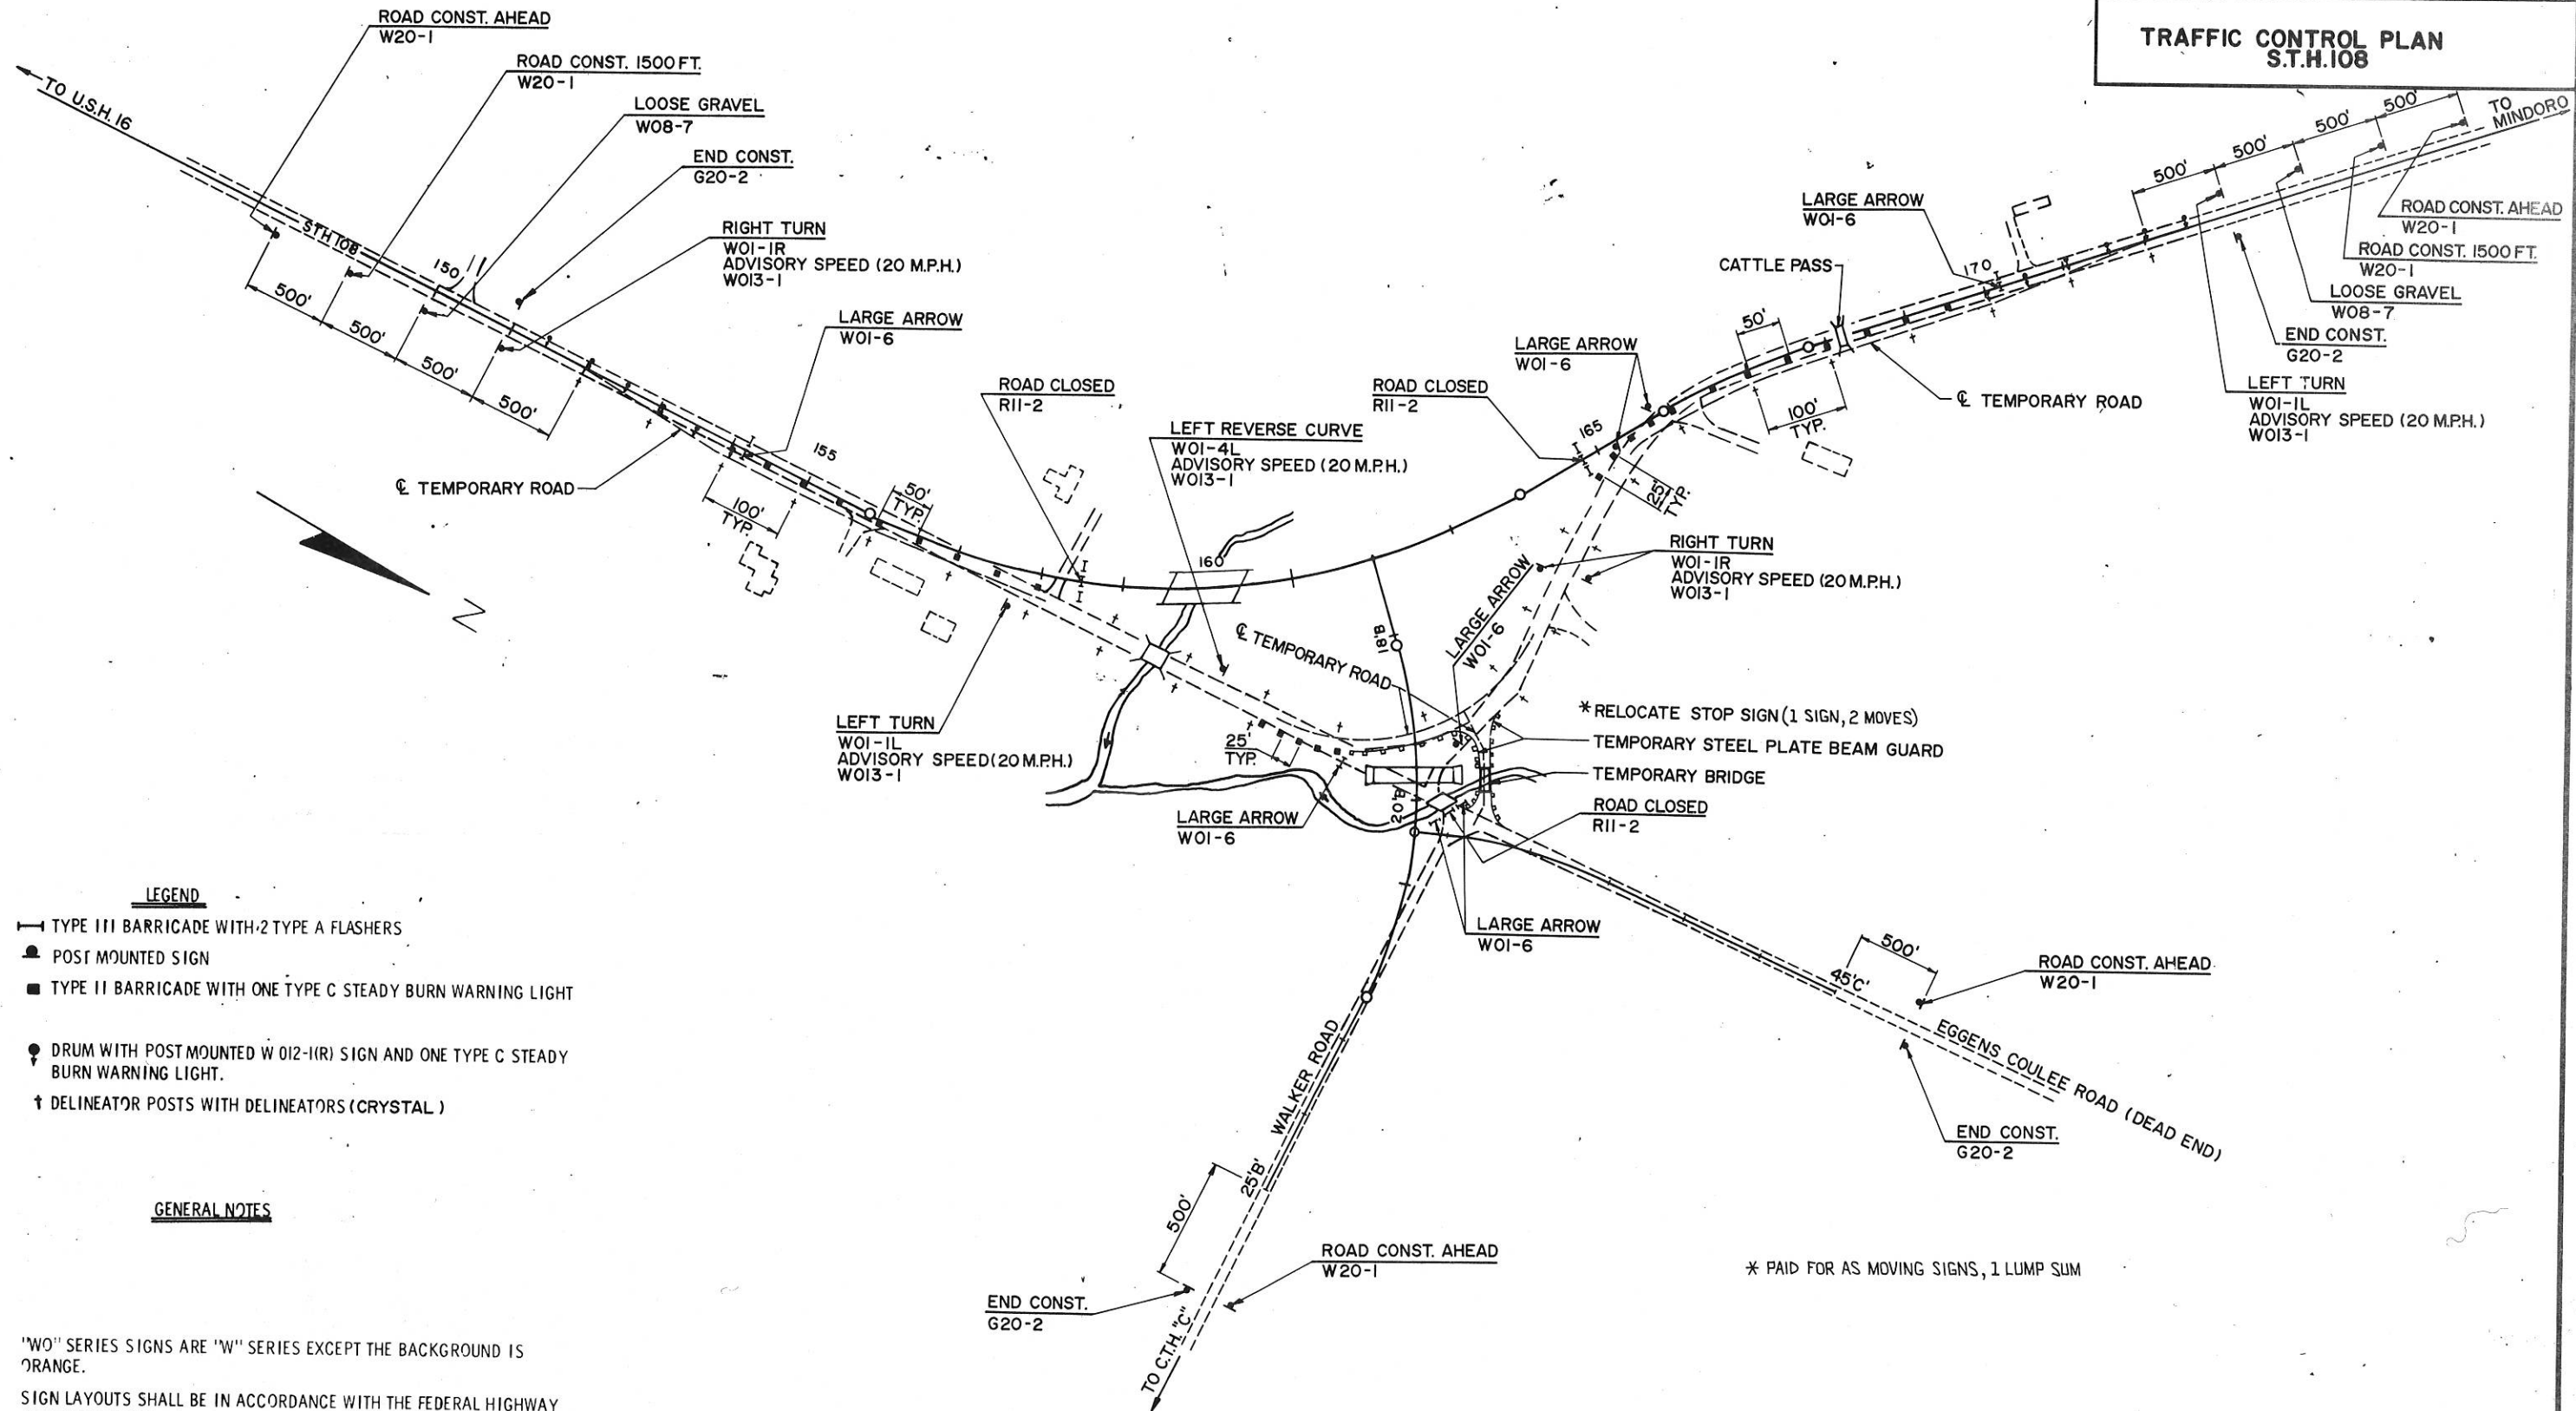 TRAFFIC CONTROL PLAN
S.T.H.108
ROAD CONST. AHEAD
W20-1
ROAD CONST. 1500 FT.
W20-1
LOOSE GRAVEL
W08-7
END CONST.
G20-2
RIGHT TURN
W01-1R
ADVISORY SPEED (20 M.P.H.)
W013-1
LARGE ARROW
W01-6
TO U.S.H. 16
STH 108
150
500'
500'
500'
500'
155
℄ TEMPORARY ROAD
100'
TYP.
50'
TYP.
N
ROAD CLOSED
R11-2
LEFT REVERSE CURVE
W01-4L
ADVISORY SPEED (20 M.P.H.)
W013-1
160
LEFT TURN
W01-1L
ADVISORY SPEED (20 M.P.H.)
W013-1
25'
TYP.
LARGE ARROW
W01-6
℄ TEMPORARY ROAD
18'B'
20'B'
ROAD CLOSED
R11-2
LARGE ARROW
W01-6
165
25'
TYP.
50'
100'
TYP.
CATTLE PASS
LARGE ARROW
W01-6
170
℄ TEMPORARY ROAD
500'
500'
500'
500'
TO
MINDORO
ROAD CONST. AHEAD
W20-1
ROAD CONST. 1500 FT.
W20-1
LOOSE GRAVEL
W08-7
END CONST.
G20-2
LEFT TURN
W01-1L
ADVISORY SPEED (20 M.P.H.)
W013-1
RIGHT TURN
W01-1R
ADVISORY SPEED (20 M.P.H.)
W013-1
LARGE ARROW
W01-6
* RELOCATE STOP SIGN (1 SIGN, 2 MOVES)
TEMPORARY STEEL PLATE BEAM GUARD
TEMPORARY BRIDGE
ROAD CLOSED
R11-2
LARGE ARROW
W01-6
500'
45'C'
ROAD CONST. AHEAD
W20-1
EGGENS COULEE ROAD (DEAD END)
END CONST.
G20-2
WALKER ROAD
25'B'
500'
ROAD CONST. AHEAD
W20-1
END CONST.
G20-2
TO C.T.H. "C"
* PAID FOR AS MOVING SIGNS, 1 LUMP SUM
LEGEND
TYPE III BARRICADE WITH 2 TYPE A FLASHERS
POST MOUNTED SIGN
TYPE II BARRICADE WITH ONE TYPE C STEADY BURN WARNING LIGHT
DRUM WITH POST MOUNTED W 012-1(R) SIGN AND ONE TYPE C STEADY
BURN WARNING LIGHT.
DELINEATOR POSTS WITH DELINEATORS (CRYSTAL)
GENERAL NOTES
"WO" SERIES SIGNS ARE "W" SERIES EXCEPT THE BACKGROUND IS
ORANGE.
SIGN LAYOUTS SHALL BE IN ACCORDANCE WITH THE FEDERAL HIGHWAY